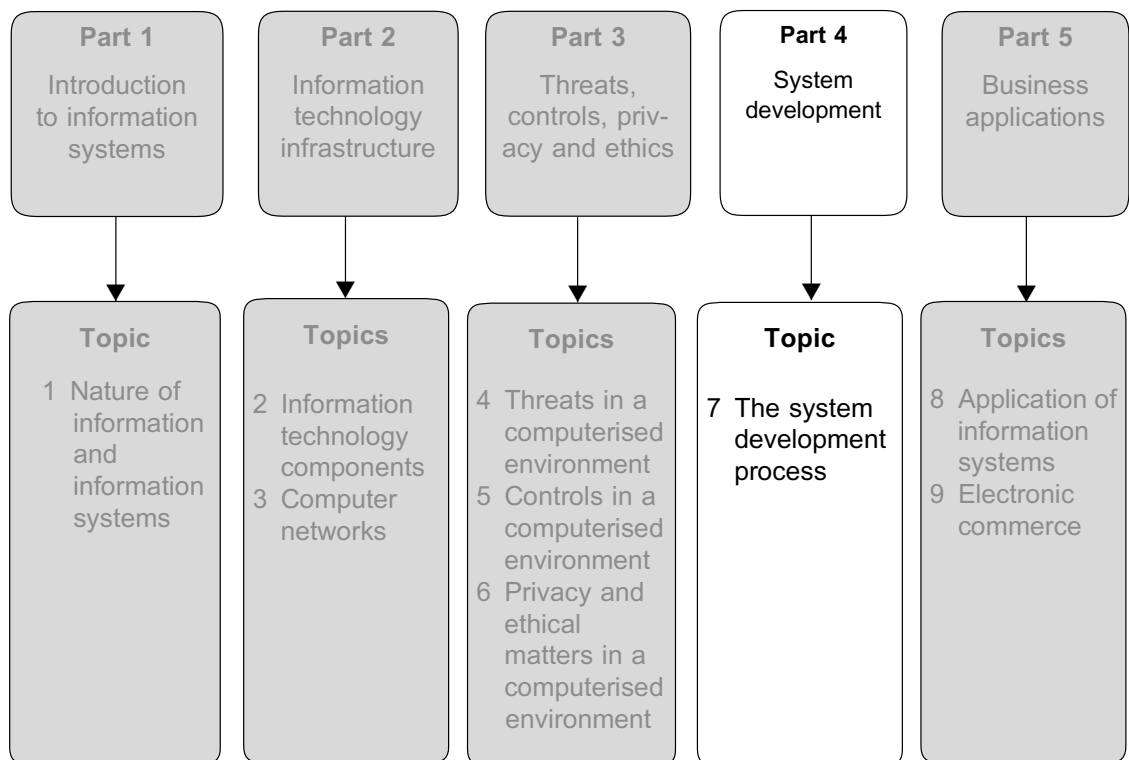 Part 1
Introduction
to information
systems
Part 2
Information
technology
infrastructure
Part 3
Threats,
controls, priv-
acy and ethics
Part 4
System
development
Part 5
Business
applications
Topic
1 Nature of
information
and
information
systems
Topics
2 Information
technology
components
3 Computer
networks
Topics
4 Threats in a
computerised
environment
5 Controls in a
computerised
environment
6 Privacy and
ethical
matters in a
computerised
environment
Topic
7 The system
development
process
Topics
8 Application of
information
systems
9 Electronic
commerce